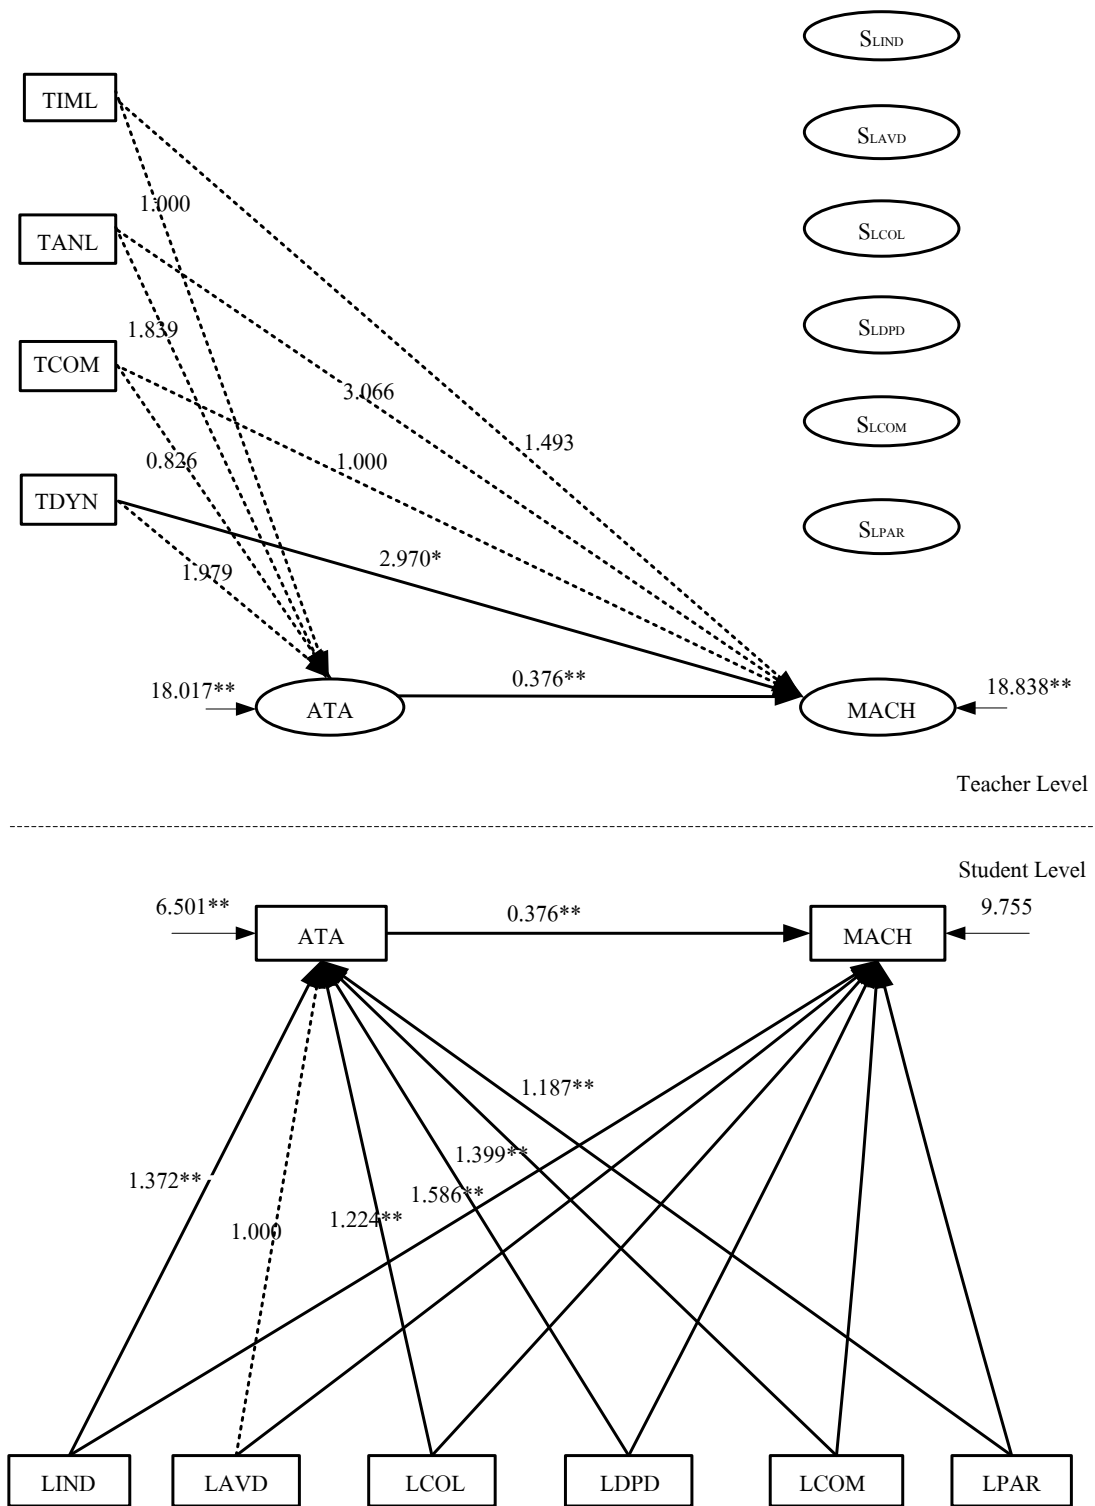 SLIND
TIML
SLAVD
1.000
TANL
SLCOL
1.839
SLDPD
TCOM
3.066
SLCOM
1.493
0.826
1.000
TDYN
SLPAR
2.970*
1.979
18.017**
0.376**
18.838**
ATA
MACH
Teacher Level
Student Level
6.501**
0.376**
9.755
ATA
MACH
1.187**
1.399**
1.372**
1.586**
1.224**
1.000
LIND
LAVD
LCOL
LDPD
LCOM
LPAR